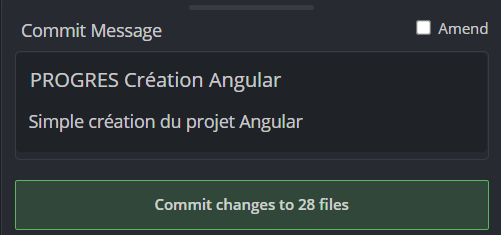 Commit Message
Amend
PROGRES Création Angular
Simple création du projet Angular
Commit changes to 28 files